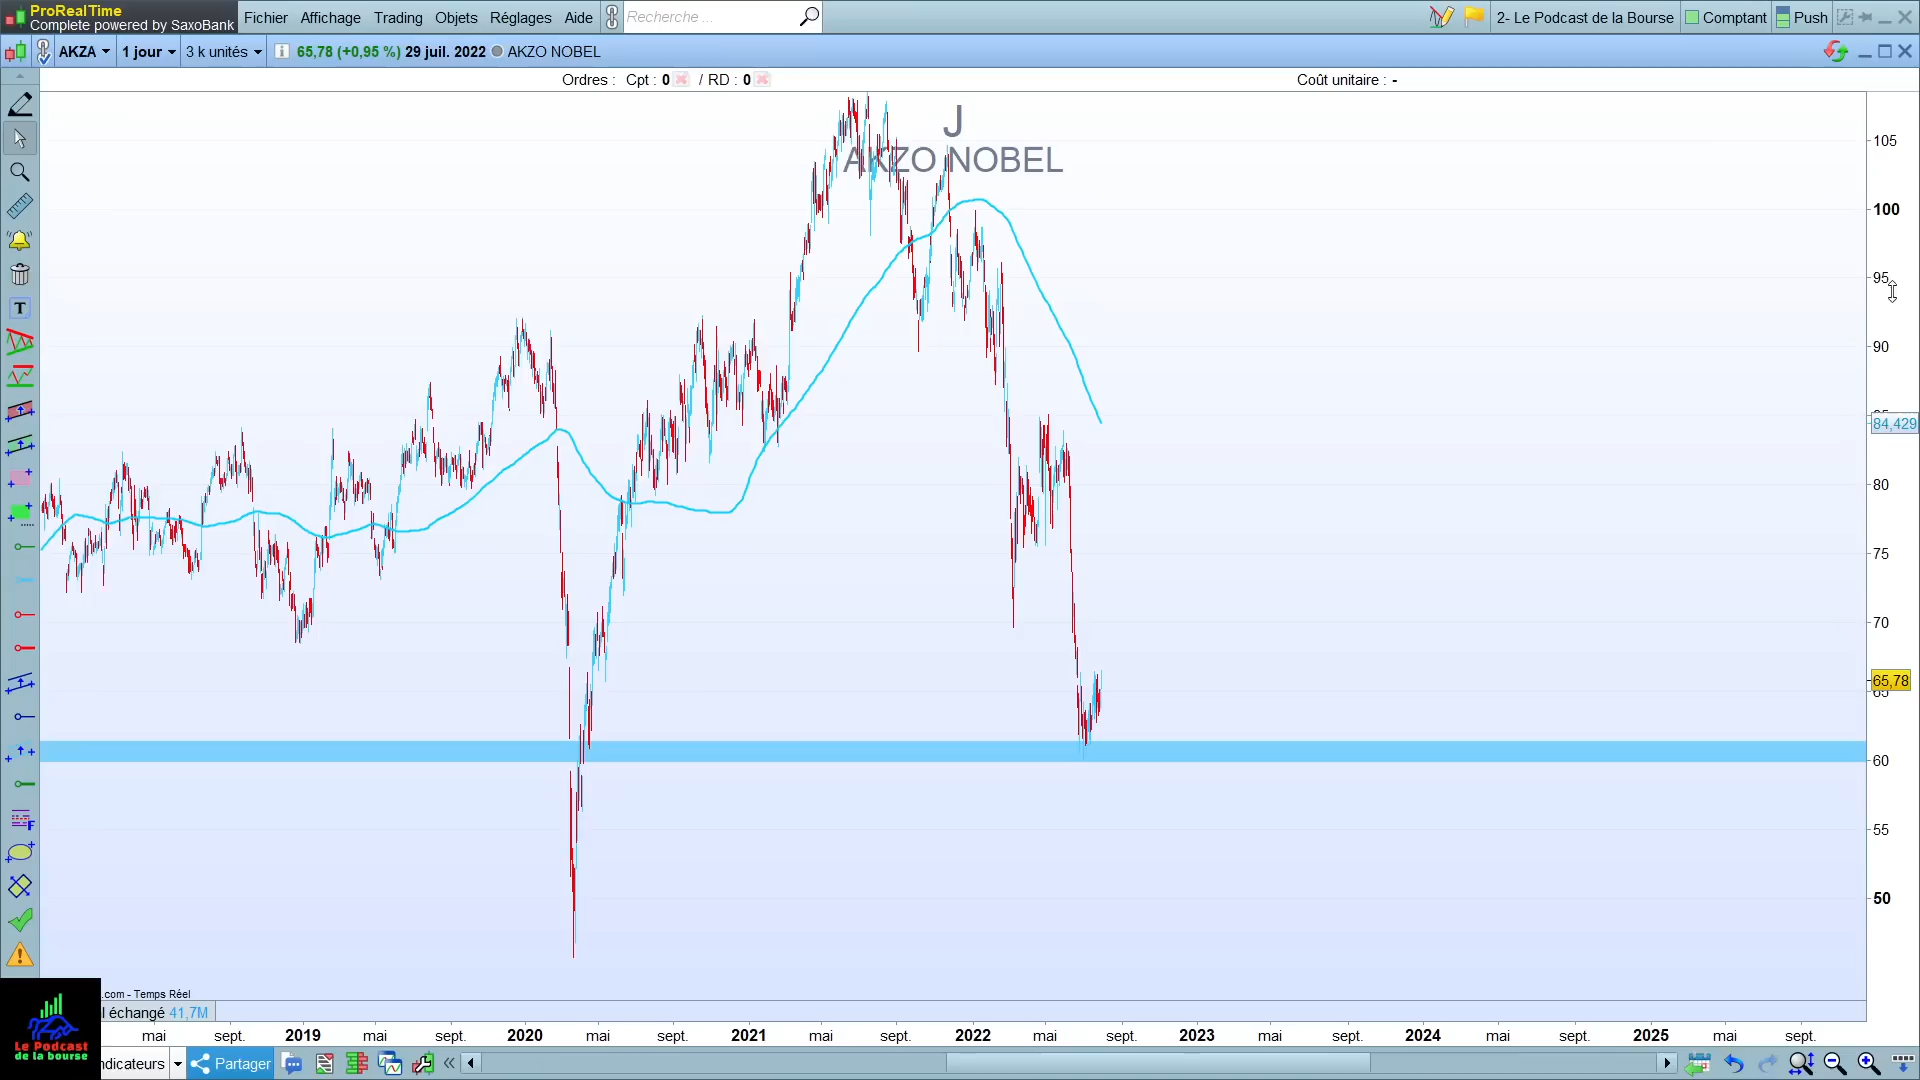 ProRealTime
Complete powered by SaxoBank
Fichier Affichage Trading Objets Réglages Aide
Recherche ...
2- Le Podcast de la Bourse
Comptant
Push
AKZA 1 jour 3 k unités 65,78 (+0,95 %) 29 juil. 2022 AKZO NOBEL
Ordres : Cpt : 0 / RD : 0
Coût unitaire : -
J
AKZO NOBEL
105
100
95
90
84,429
80
75
70
65,78
65
60
55
50
T
F
.com - Temps Réel
l échangé 41,7M
mai sept. 2019 mai sept. 2020 mai sept. 2021 mai sept. 2022 mai sept. 2023 mai sept. 2024 mai sept. 2025 mai sept.
Le Podcast
de la bourse
ndicateurs
Partager